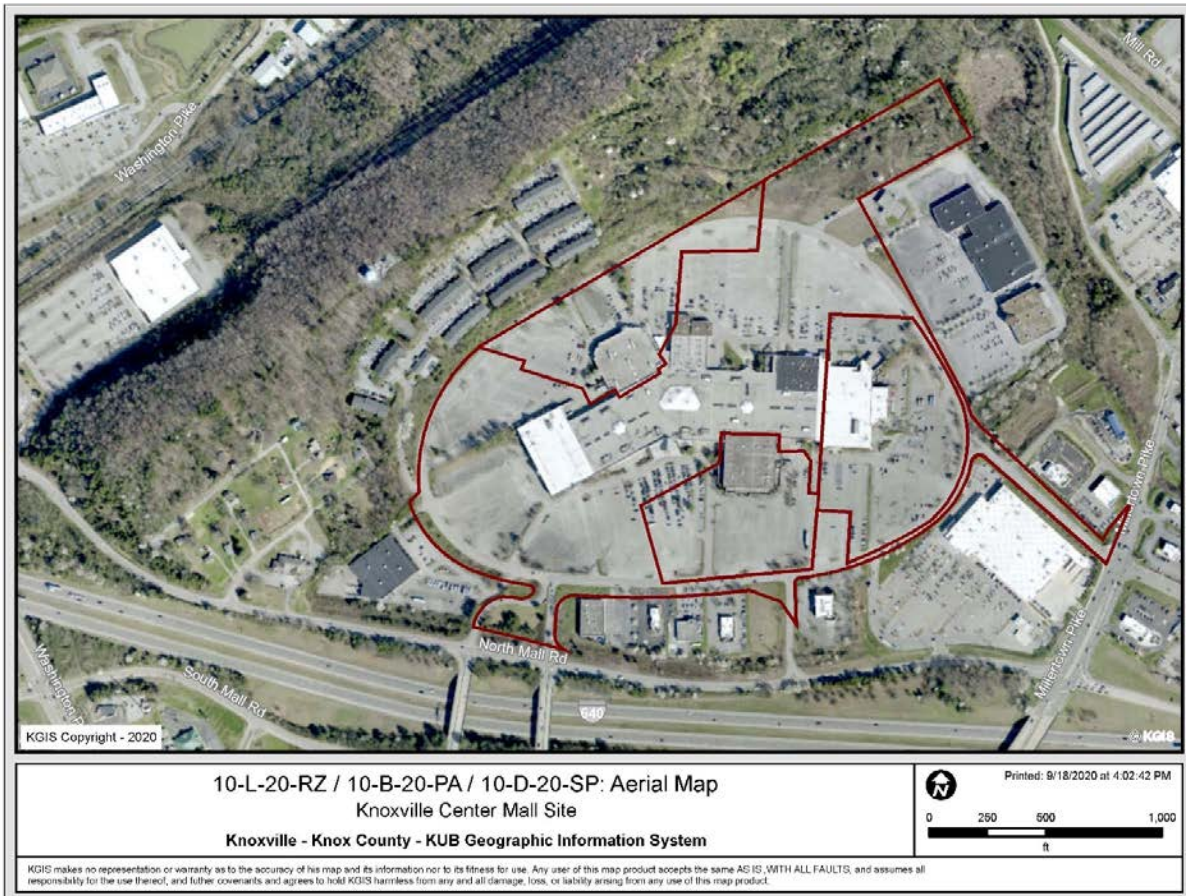 Mill Rd
Washington Pike
Millertown-Pike
North Mall Rd
Millertown-Pike
South Mall Rd
640
KGIS Copyright - 2020
© KGIS
10-L-20-RZ / 10-B-20-PA / 10-D-20-SP: Aerial Map
Knoxville Center Mall Site
Knoxville - Knox County - KUB Geographic Information System
N
Printed: 9/18/2020 at 4:02:42 PM
0 250 500 1,000
ft
KGIS makes no representation or warranty as to the accuracy of his map and its information nor to its fitness for use. Any user of this map product accepts the same AS IS ,WITH ALL FAULTS, and assumes all
responsibility for the use thereof, and futher covenants and agrees to hold KGIS harmless from any and all damage, loss, or liability arising from any use of this map product.